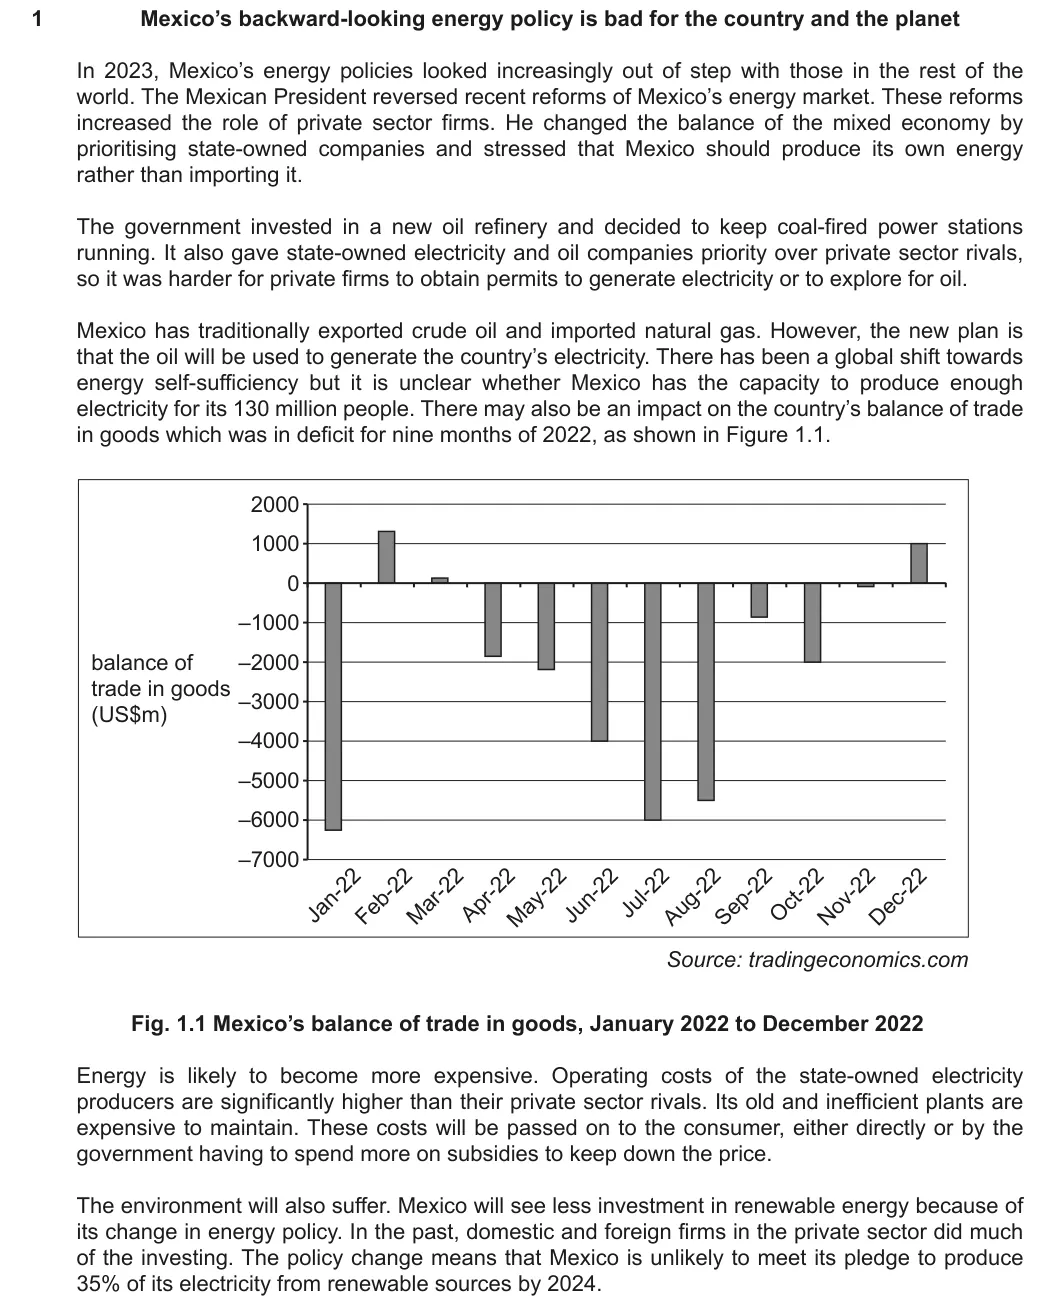 1 Mexico’s backward-looking energy policy is bad for the country and the planet
In 2023, Mexico’s energy policies looked increasingly out of step with those in the rest of the
world. The Mexican President reversed recent reforms of Mexico’s energy market. These reforms
increased the role of private sector firms. He changed the balance of the mixed economy by
prioritising state-owned companies and stressed that Mexico should produce its own energy
rather than importing it.
The government invested in a new oil refinery and decided to keep coal-fired power stations
running. It also gave state-owned electricity and oil companies priority over private sector rivals,
so it was harder for private firms to obtain permits to generate electricity or to explore for oil.
Mexico has traditionally exported crude oil and imported natural gas. However, the new plan is
that the oil will be used to generate the country’s electricity. There has been a global shift towards
energy self-sufficiency but it is unclear whether Mexico has the capacity to produce enough
electricity for its 130 million people. There may also be an impact on the country’s balance of trade
in goods which was in deficit for nine months of 2022, as shown in Figure 1.1.
2000
1000
0
–1000
–2000
–3000
–4000
–5000
–6000
–7000
balance of
trade in goods
(US$m)
Jan-22
Feb-22
Mar-22
Apr-22
May-22
Jun-22
Jul-22
Aug-22
Sep-22
Oct-22
Nov-22
Dec-22
Source: tradingeconomics.com
Fig. 1.1 Mexico’s balance of trade in goods, January 2022 to December 2022
Energy is likely to become more expensive. Operating costs of the state-owned electricity
producers are significantly higher than their private sector rivals. Its old and inefficient plants are
expensive to maintain. These costs will be passed on to the consumer, either directly or by the
government having to spend more on subsidies to keep down the price.
The environment will also suffer. Mexico will see less investment in renewable energy because of
its change in energy policy. In the past, domestic and foreign firms in the private sector did much
of the investing. The policy change means that Mexico is unlikely to meet its pledge to produce
35% of its electricity from renewable sources by 2024.